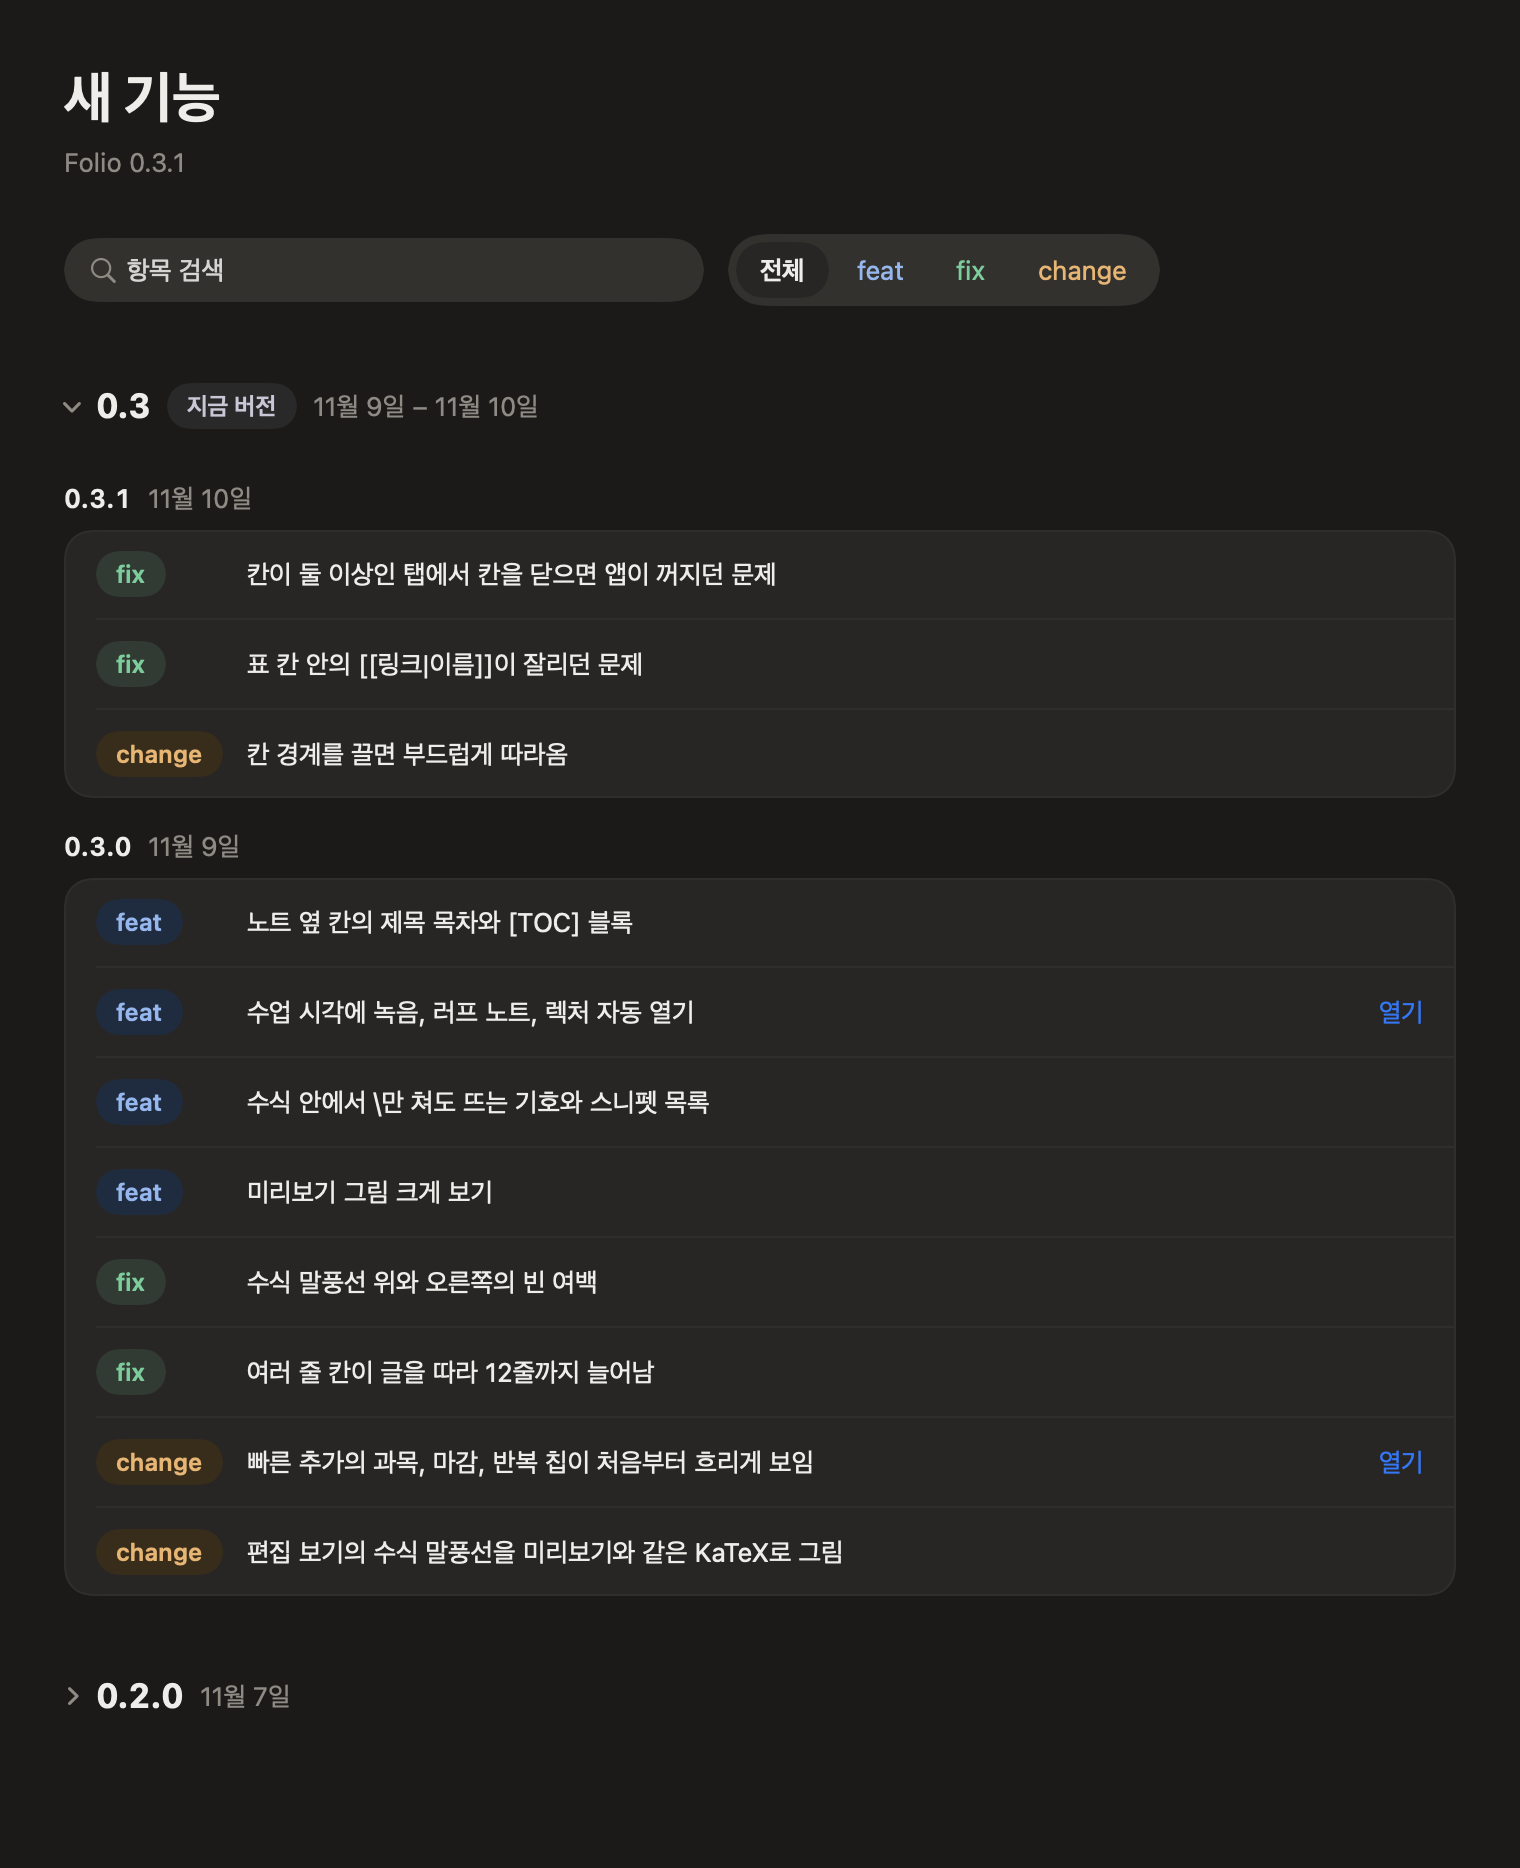 새 기능
Folio 0.3.1
항목 검색
전체 feat fix change
0.3 지금 버전 11월 9일 – 11월 10일
0.3.1 11월 10일
fix 칸이 둘 이상인 탭에서 칸을 닫으면 앱이 꺼지던 문제
fix 표 칸 안의 [[링크|이름]]이 잘리던 문제
change 칸 경계를 끌면 부드럽게 따라옴
0.3.0 11월 9일
feat 노트 옆 칸의 제목 목차와 [TOC] 블록
feat 수업 시각에 녹음, 러프 노트, 렉처 자동 열기 열기
feat 수식 안에서 \만 쳐도 뜨는 기호와 스니펫 목록
feat 미리보기 그림 크게 보기
fix 수식 말풍선 위와 오른쪽의 빈 여백
fix 여러 줄 칸이 글을 따라 12줄까지 늘어남
change 빠른 추가의 과목, 마감, 반복 칩이 처음부터 흐리게 보임 열기
change 편집 보기의 수식 말풍선을 미리보기와 같은 KaTeX로 그림
0.2.0 11월 7일